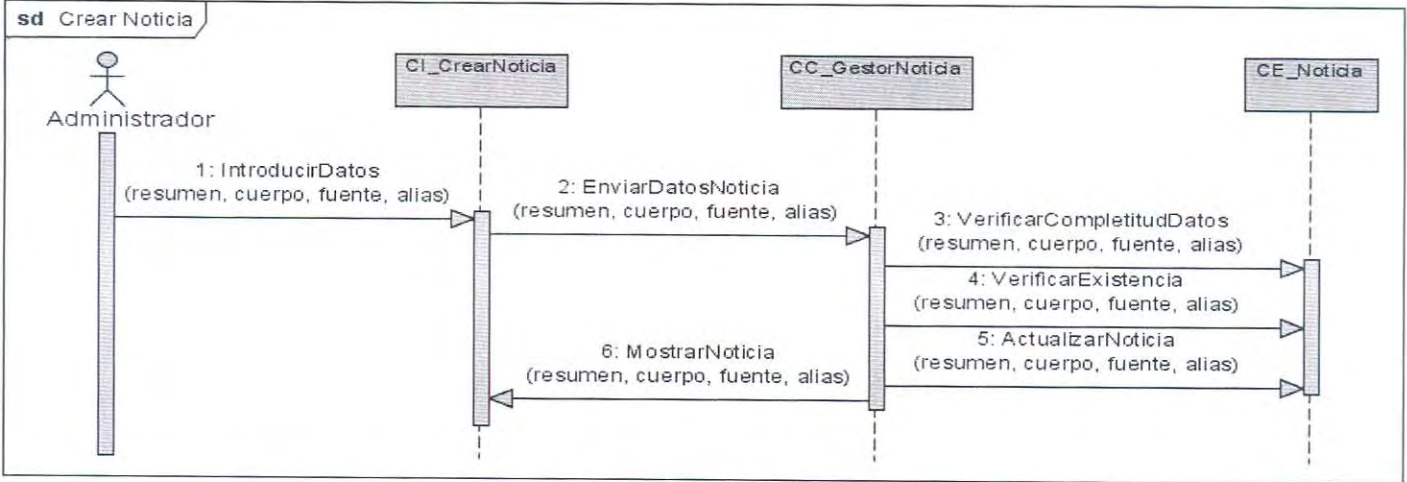 sd Crear Noticia
Administrador
CI_CrearNoticia
CC_GestorNoticia
CE_Noticia
1: IntroducirDatos
(resumen, cuerpo, fuente, alias)
2: EnviarDatosNoticia
(resumen, cuerpo, fuente, alias)
3: VerificarCompletitudDatos
(resumen, cuerpo, fuente, alias)
4: VerificarExistencia
(resumen, cuerpo, fuente, alias)
5: ActualizarNoticia
(resumen, cuerpo, fuente, alias)
6: MostrarNoticia
(resumen, cuerpo, fuente, alias)